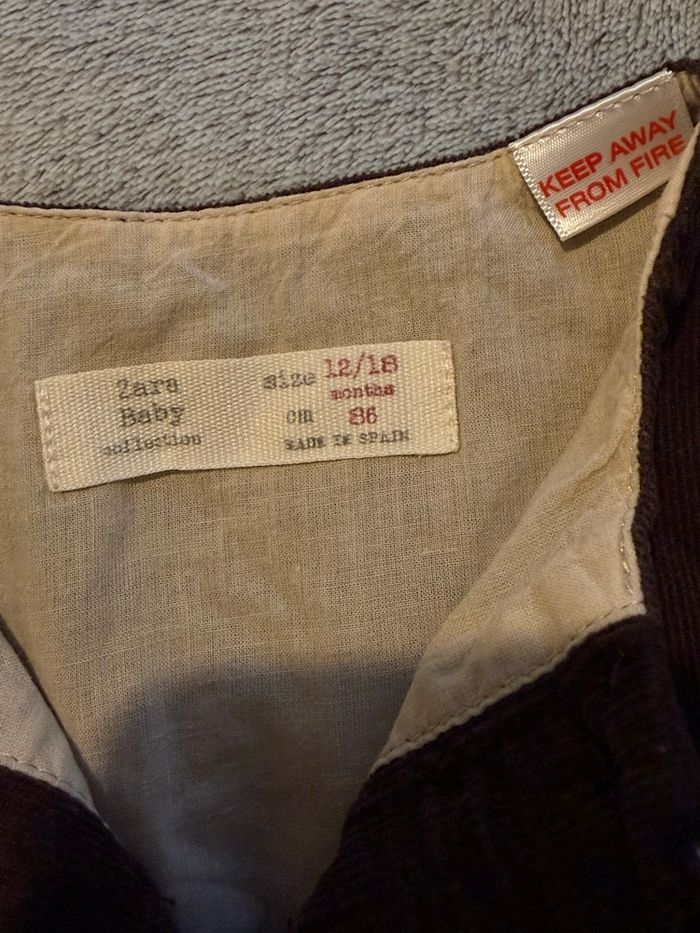 Zara
Baby
collection
size 12/18
months
cm 86
MADE IN SPAIN
KEEP AWAY
FROM FIRE